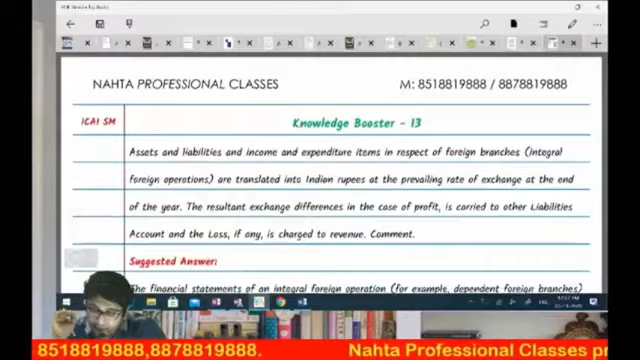 NAHTA PROFESSIONAL CLASSES
M: 8518819888 / 8878819888
ICAI SM
Knowledge Booster - 13
Assets and liabilities and income and expenditure items in respect of foreign branches (integral
foreign operations) are translated into Indian rupees at the prevailing rate of exchange at the end
of the year. The resultant exchange differences in the case of profit, is carried to other Liabilities
Account and the Loss, if any, is charged to revenue. Comment.
Suggested Answer:
The financial statements of an integral foreign operation (for example, dependent foreign branches)
8518819888,8878819888.
Nahta Professional Classes pr